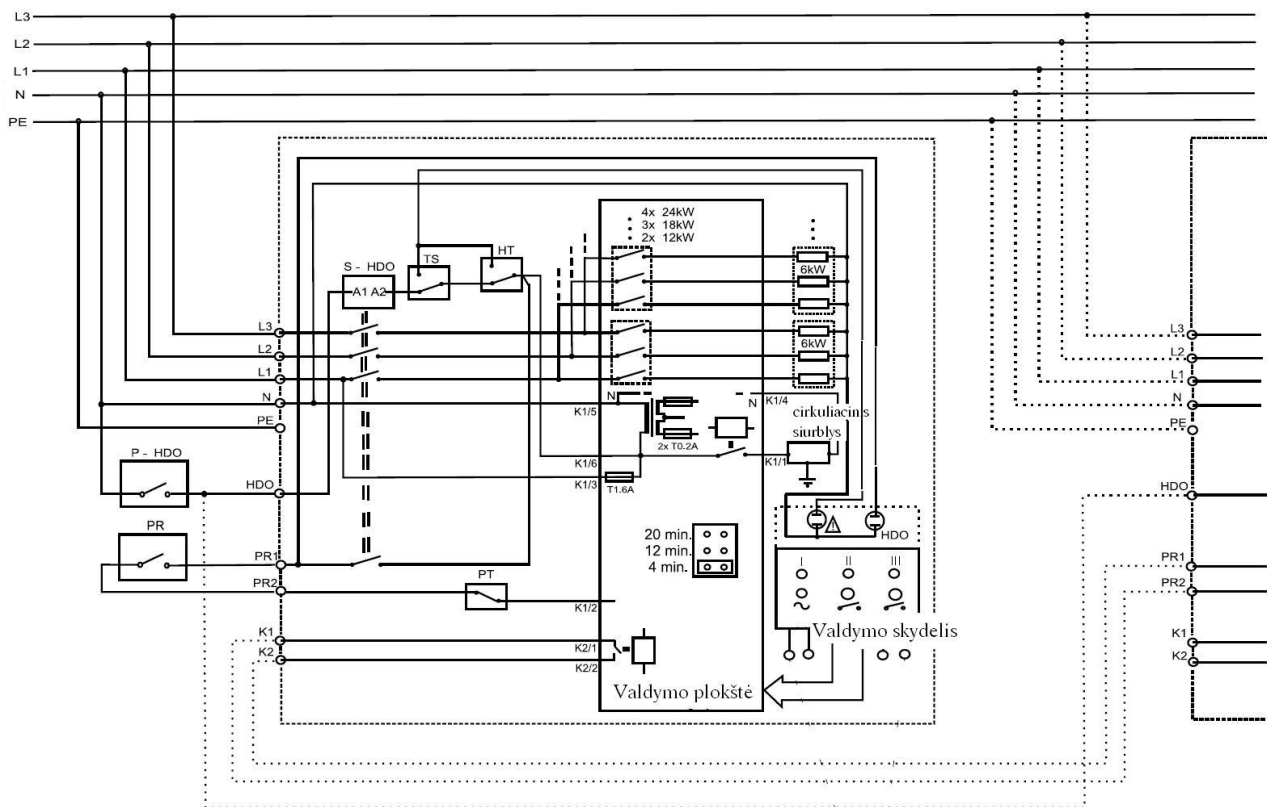 L3
L2
L1
N
PE
4x 24kW
3x 18kW
2x 12kW
HT
TS
S - HDO
A1 A2
6kW
L3
L2
L1
N
PE
6kW
N
K1/5
N
K1/4
cirkuliacinis
siurblys
2x T0.2A
K1/6
K1/1
K1/3
T1.6A
P - HDO
HDO
PR
PR1
PR2
PT
K1/2
20 min.
12 min.
4 min.
HDO
I
II
III
Valdymo skydelis
K1
K2
K2/1
K2/2
Valdymo plokštė
L3
L2
L1
N
PE
HDO
PR1
PR2
K1
K2